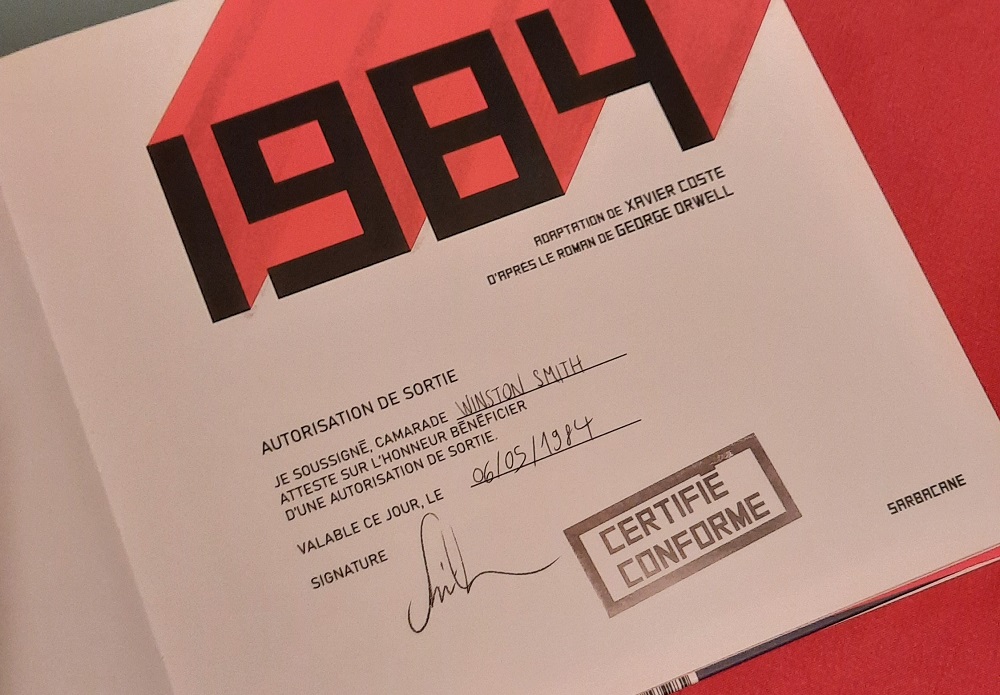 1984
ADAPTATION DE XAVIER COSTE
D'APRÈS LE ROMAN DE GEORGE ORWELL
AUTORISATION DE SORTIE
JE SOUSSIGNÉ, CAMARADE WINSTON SMITH
ATTESTE SUR L'HONNEUR BÉNÉFICIER
D'UNE AUTORISATION DE SORTIE.
VALABLE CE JOUR, LE 06/05/1984
SIGNATURE Smith
CERTIFIÉ
CONFORME
SARBACANE